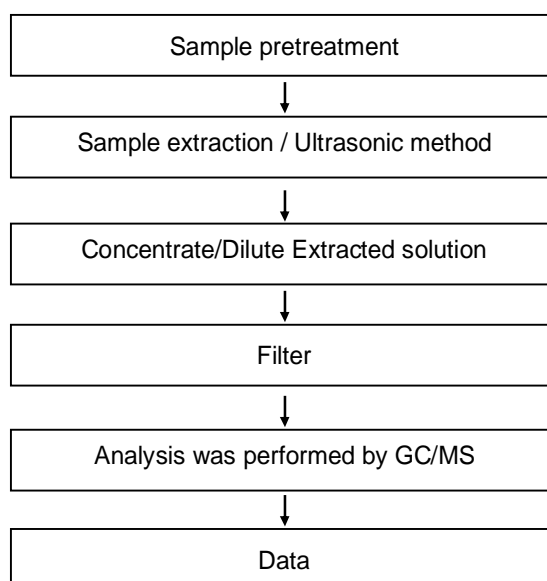 Sample pretreatment
Sample extraction / Ultrasonic method
Concentrate/Dilute Extracted solution
Filter
Analysis was performed by GC/MS
Data